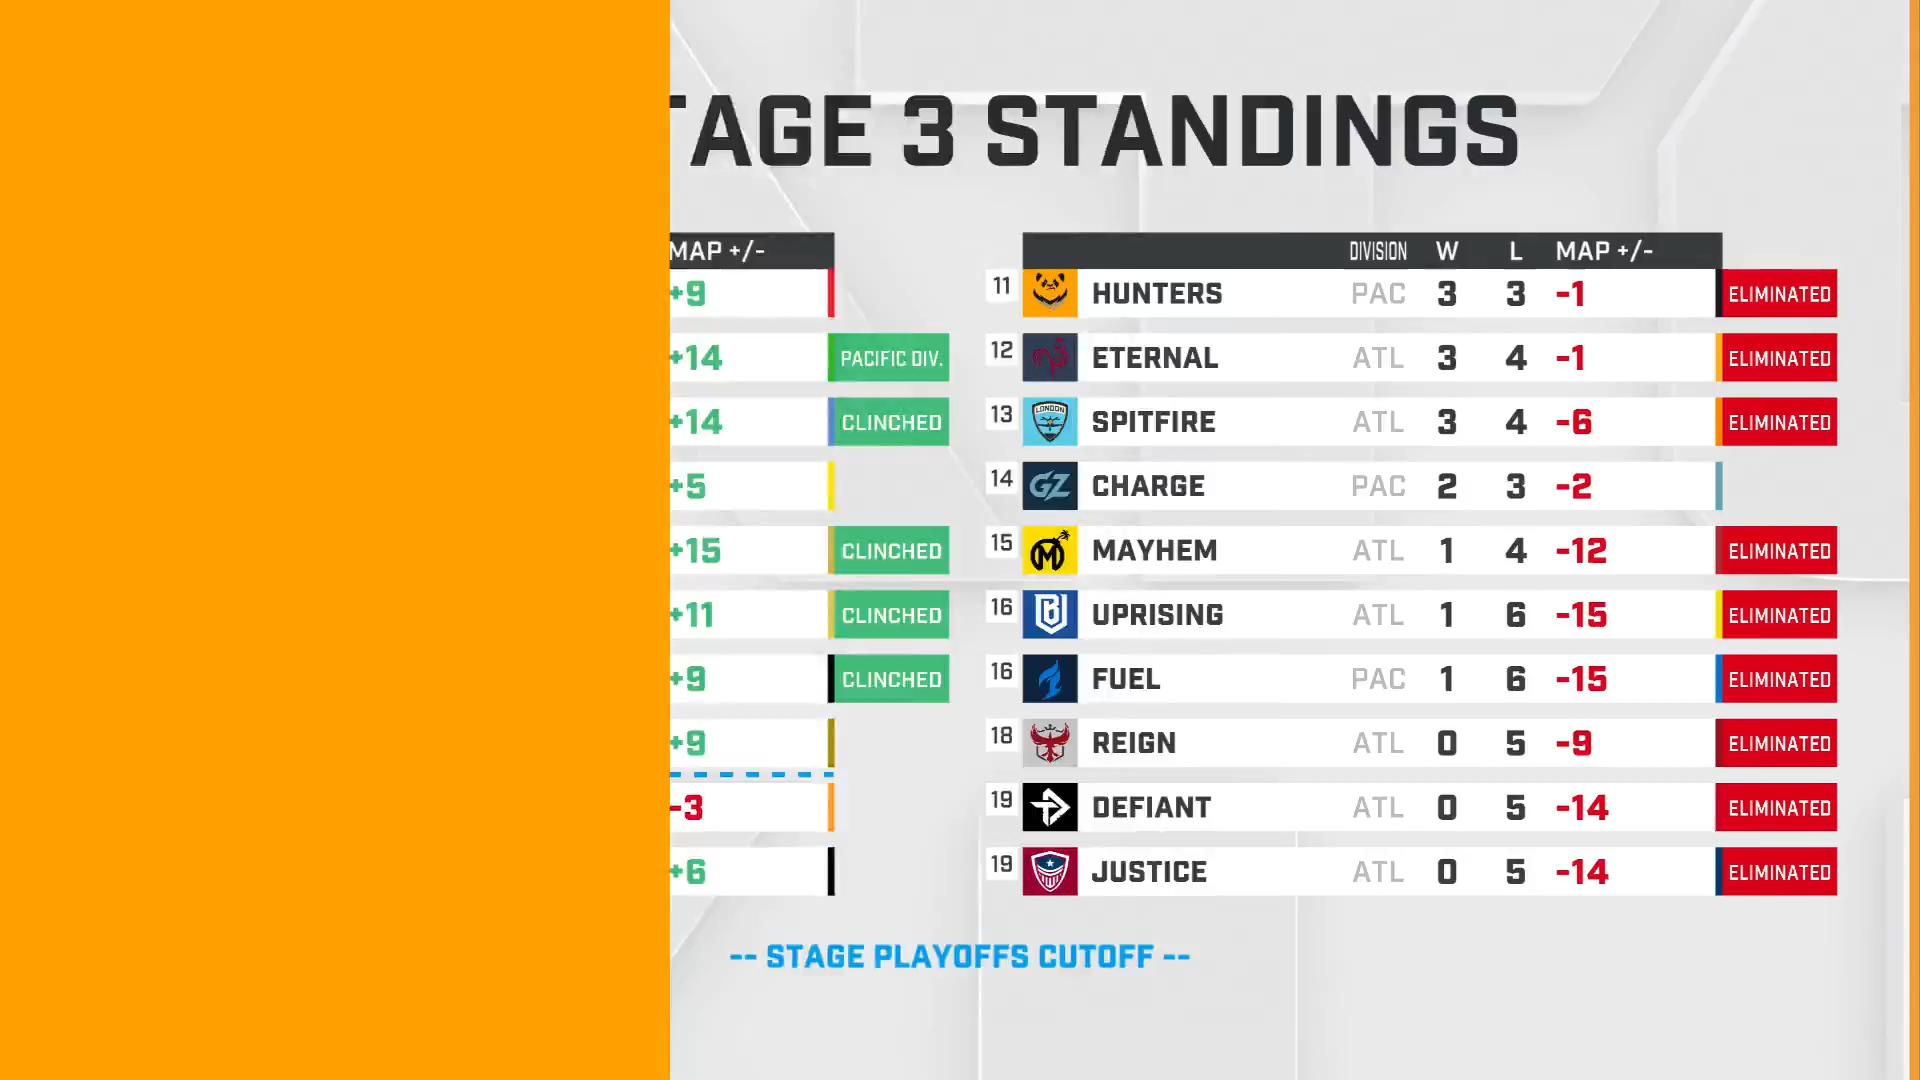 TAGE 3 STANDINGS
MAP +/-
+9
+14 PACIFIC DIV.
+14 CLINCHED
+5
+15 CLINCHED
+11 CLINCHED
+9 CLINCHED
+9
-3
+6
DIVISION W L MAP +/-
11 HUNTERS PAC 3 3 -1 ELIMINATED
12 ETERNAL ATL 3 4 -1 ELIMINATED
13 LONDON SPITFIRE ATL 3 4 -6 ELIMINATED
14 GZ CHARGE PAC 2 3 -2
15 M MAYHEM ATL 1 4 -12 ELIMINATED
16 B UPRISING ATL 1 6 -15 ELIMINATED
16 FUEL PAC 1 6 -15 ELIMINATED
18 REIGN ATL 0 5 -9 ELIMINATED
19 DEFIANT ATL 0 5 -14 ELIMINATED
19 JUSTICE ATL 0 5 -14 ELIMINATED
-- STAGE PLAYOFFS CUTOFF --